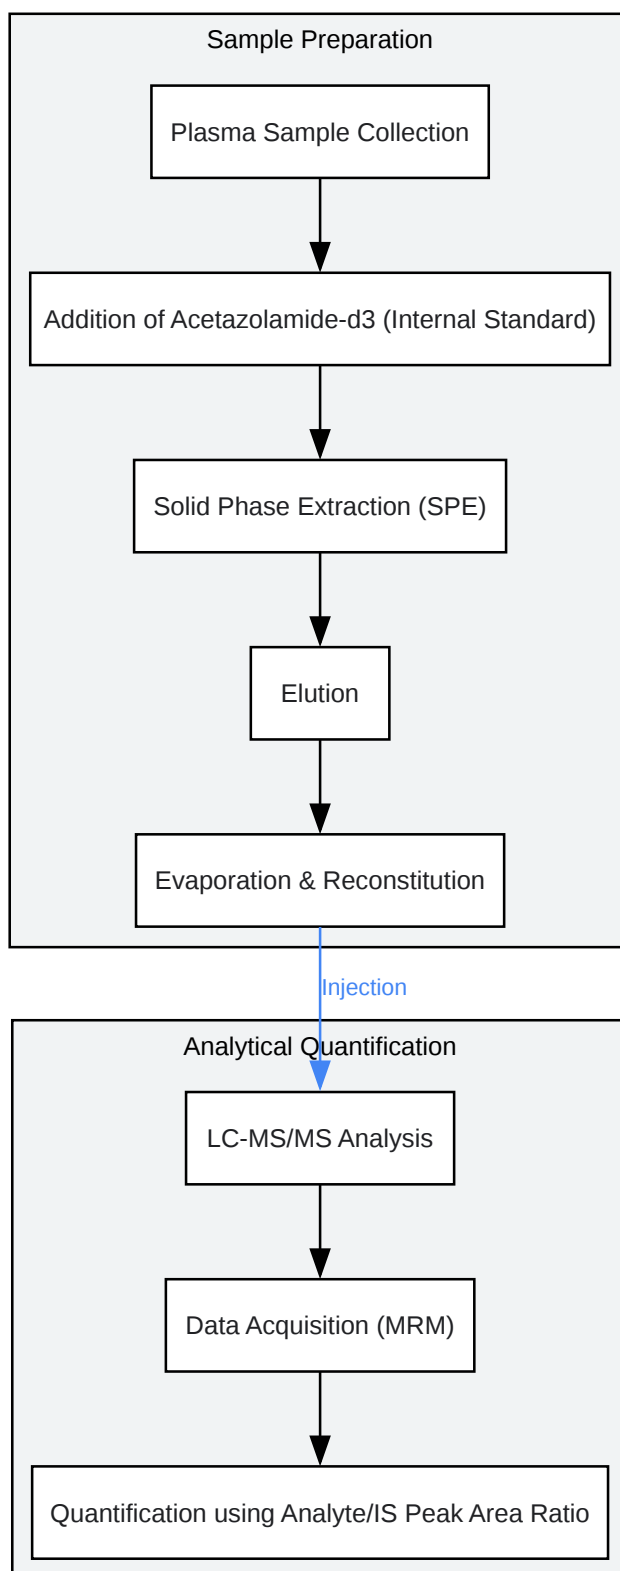 Sample Preparation
Plasma Sample Collection
Addition of Acetazolamide-d3 (Internal Standard)
Solid Phase Extraction (SPE)
Elution
Evaporation & Reconstitution
Injection
Analytical Quantification
LC-MS/MS Analysis
Data Acquisition (MRM)
Quantification using Analyte/IS Peak Area Ratio